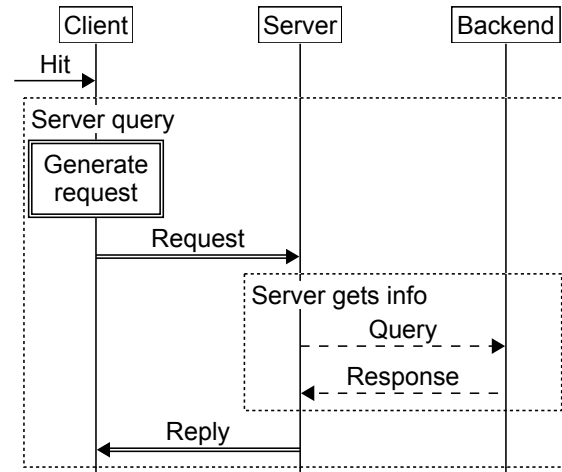 Client
Server
Backend
Hit
Server query
Generate
request
Request
Server gets info
Query
Response
Reply